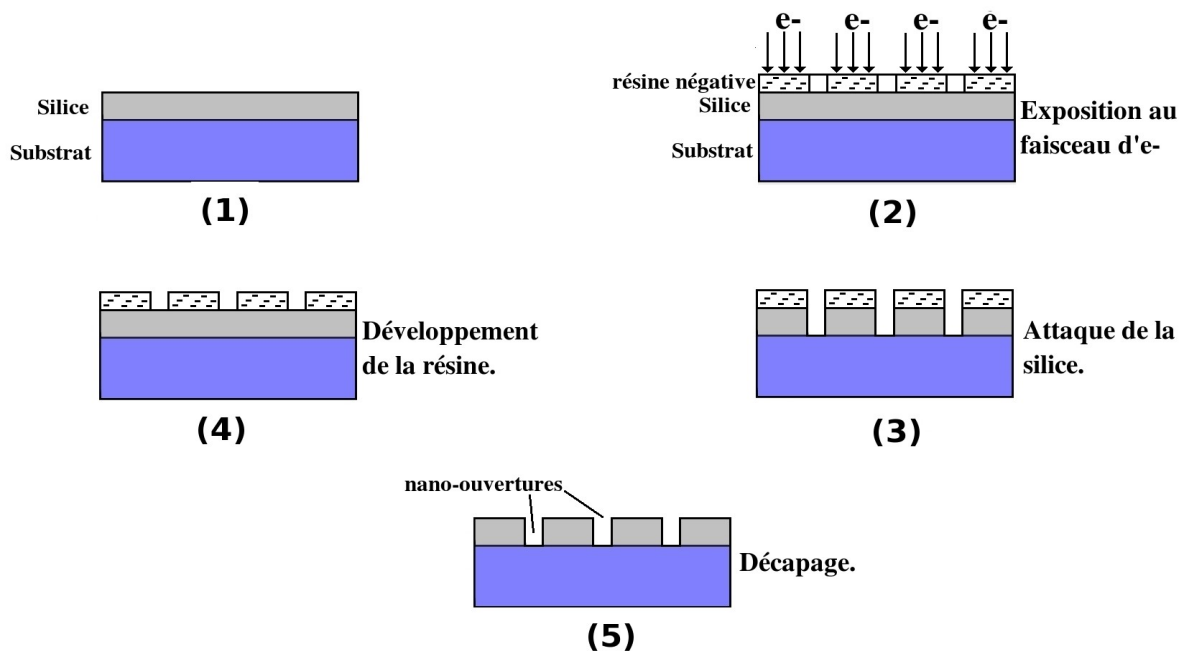 Silice
Substrat
(1)
e- e- e- e-
résine négative
Silice
Substrat
Exposition au
faisceau d'e-
(2)
Développement
de la résine.
(4)
Attaque de la
silice.
(3)
nano-ouvertures
Décapage.
(5)